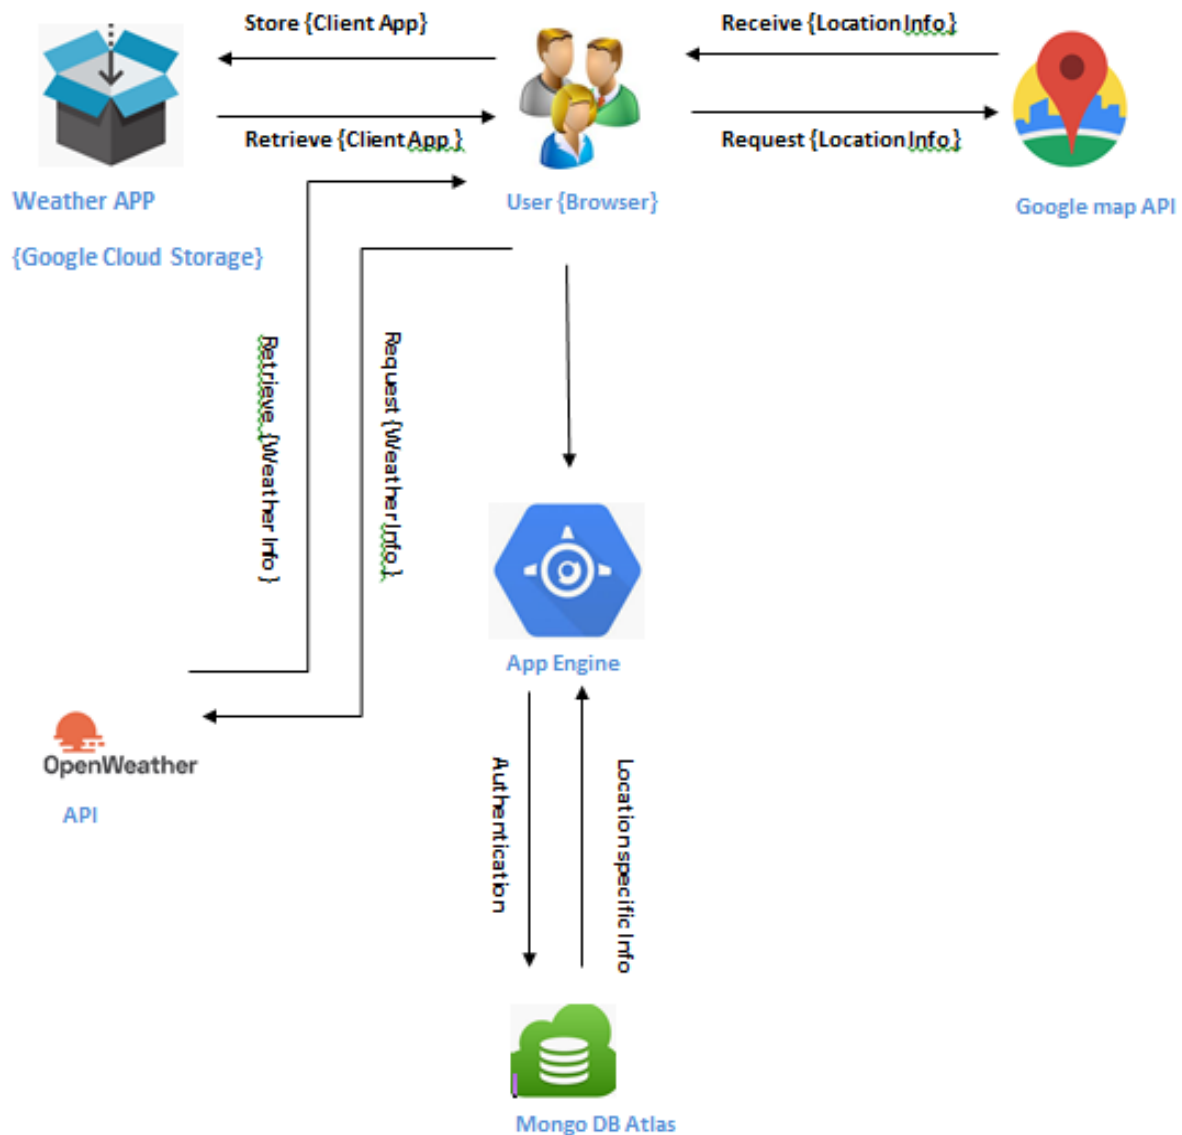 Store {Client App}
Receive {Location Info }
Retrieve {Client App }
Request {Location Info }
Weather APP
{Google Cloud Storage}
User {Browser}
Google map API
Retrieve {Weather Info }
Request {Weather Info }
App Engine
OpenWeather
API
Authentication
Location specific Info
Mongo DB Atlas